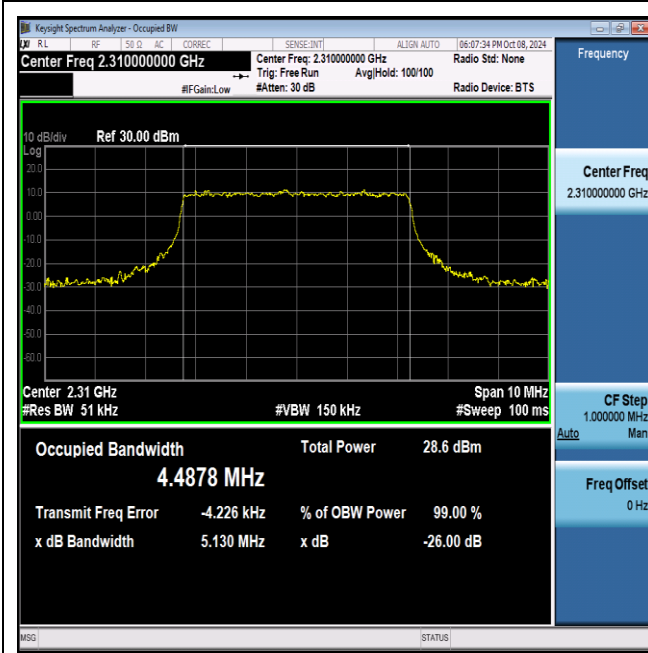 Keysight Spectrum Analyzer - Occupied BW
LXI RL RF 50 Ω AC CORREC SENSE:INT ALIGN AUTO 06:07:34 PM Oct 08, 2024
Center Freq 2.310000000 GHz
Center Freq: 2.310000000 GHz
Radio Std: None
Trig: Free Run Avg|Hold: 100/100
#IFGain:Low #Atten: 30 dB Radio Device: BTS
Frequency
10 dB/div Ref 30.00 dBm
Log
20.0
10.0
0.00
-10.0
-20.0
-30.0
-40.0
-50.0
-60.0
Center Freq
2.310000000 GHz
Center 2.31 GHz Span 10 MHz
#Res BW 51 kHz #VBW 150 kHz #Sweep 100 ms
CF Step
1.000000 MHz
Auto Man
Occupied Bandwidth Total Power 28.6 dBm
4.4878 MHz
Transmit Freq Error -4.226 kHz % of OBW Power 99.00 %
x dB Bandwidth 5.130 MHz x dB -26.00 dB
Freq Offset
0 Hz
MSG STATUS